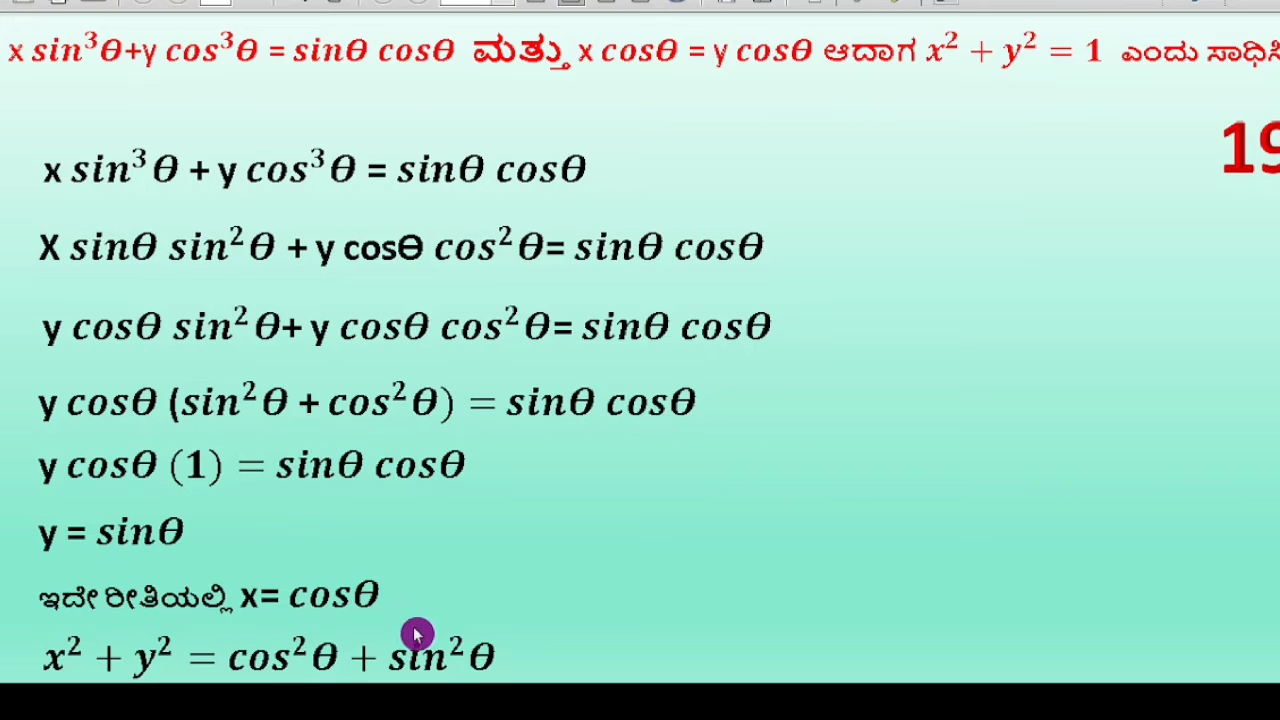 x sin³θ+y cos³θ = sinθ cosθ ಮತ್ತು x cosθ = y cosθ ಆದಾಗ x² + y² = 1 ಎಂದು
19
x sin³θ + y cos³θ = sinθ cosθ
X sinθ sin²θ + y cosΘ cos²θ= sinθ cosθ
y cosθ sin²θ+ y cosθ cos²θ= sinθ cosθ
y cosθ (sin²θ + cos²θ) = sinθ cosθ
y cosθ (1) = sinθ cosθ
y = sinθ
ಇದೇ ರೀತಿಯಲ್ಲಿ x= cosθ
x² + y² = cos²θ + sin²θ